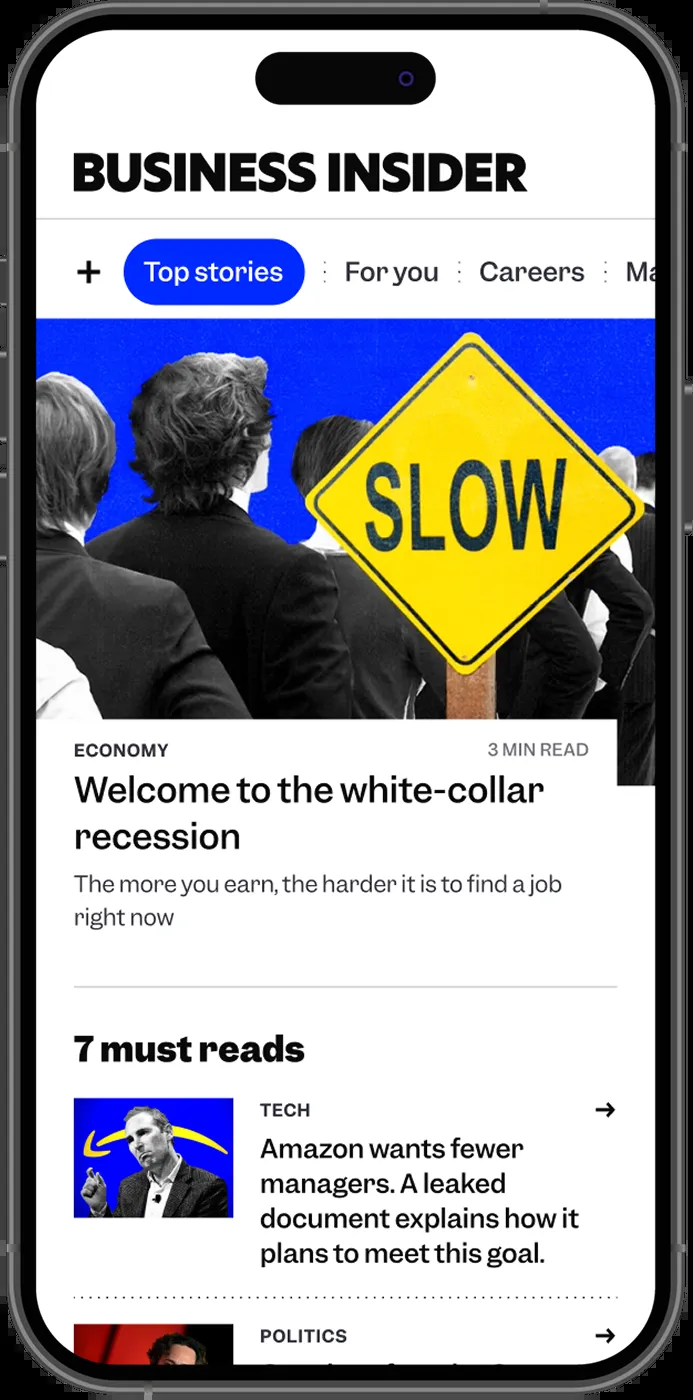 BUSINESS INSIDER
+ Top stories For you Careers
SLOW
ECONOMY 3 MIN READ
Welcome to the white-collar
recession
The more you earn, the harder it is to find a job
right now
7 must reads
TECH →
Amazon wants fewer
managers. A leaked
document explains how it
plans to meet this goal.
POLITICS →